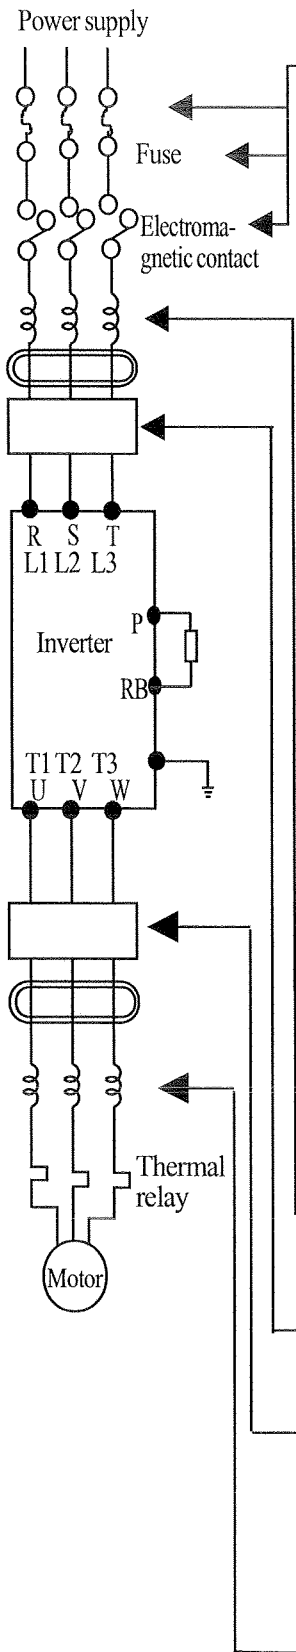 Power supply
Fuse
Electroma-
gnetic contact
R S T
L1 L2 L3
P
Inverter
RB
T1 T2 T3
U V W
Thermal
relay
Motor